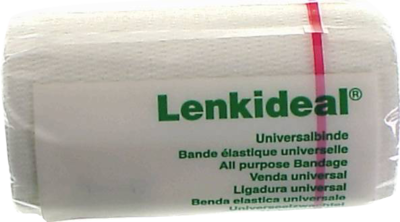 Lenkideal®
Universalbinde
Bande élastique universelle
All purpose Bandage
Venda universal
Ligadura universal
Benda elastica universale